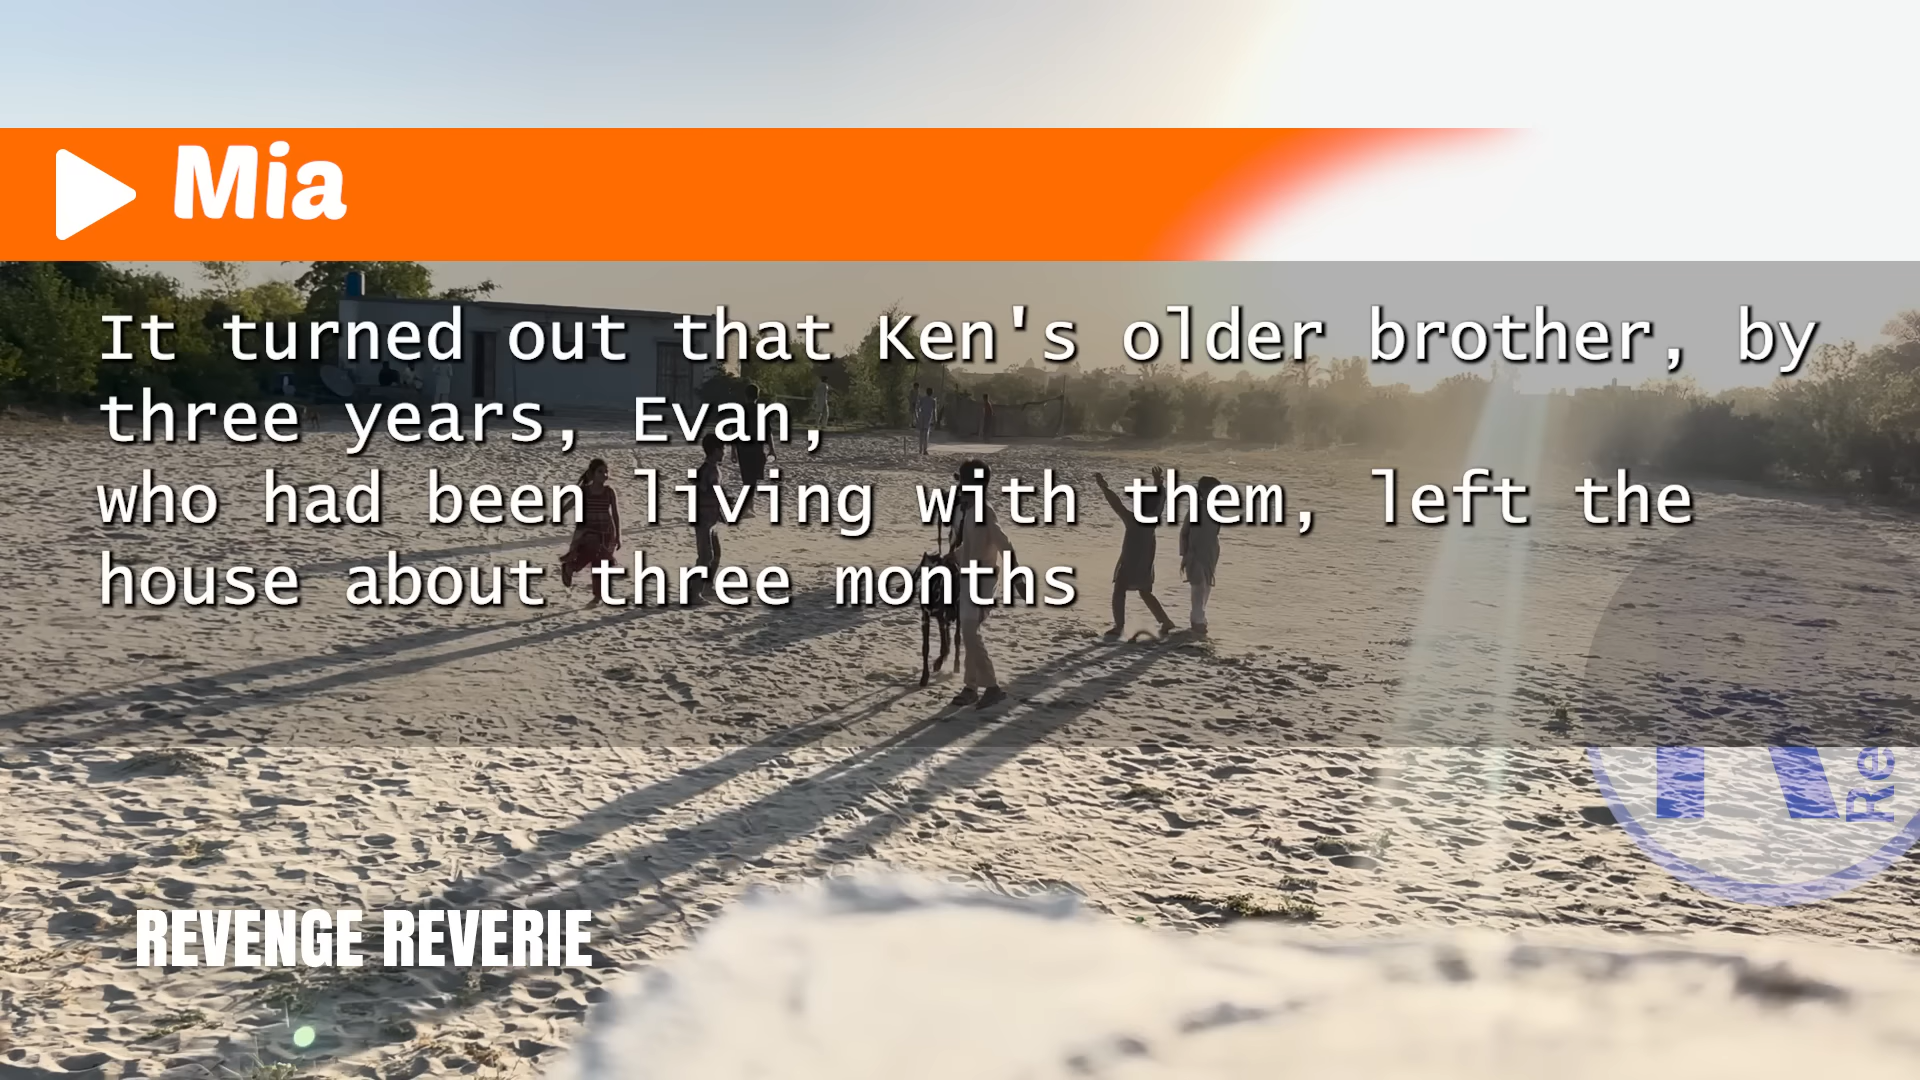 Mia
It turned out that Ken's older brother, by
three years, Evan,
who had been living with them, left the
house about three months
Re
REVENGE REVERIE